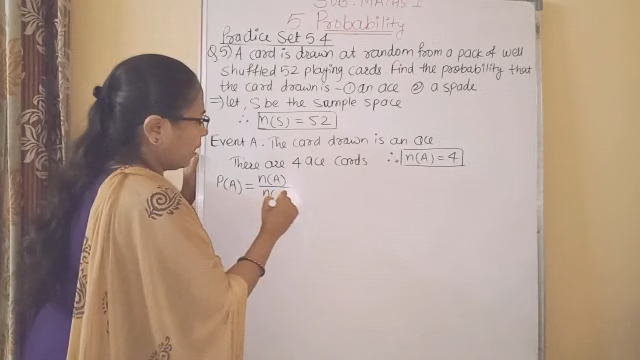 SUB: MATHS I
5 Probability
Practice Set 5.4
Q.5) A card is drawn at random from a pack of well
shuffled 52 playing cards. Find the probability that
the card drawn is - ① an ace ② a spade
⇒ let, S be the sample space
∴ n(S) = 52
Event A. The card drawn is an ace
There are 4 ace cards ∴ n(A) = 4
P(A) = n(A)
n(